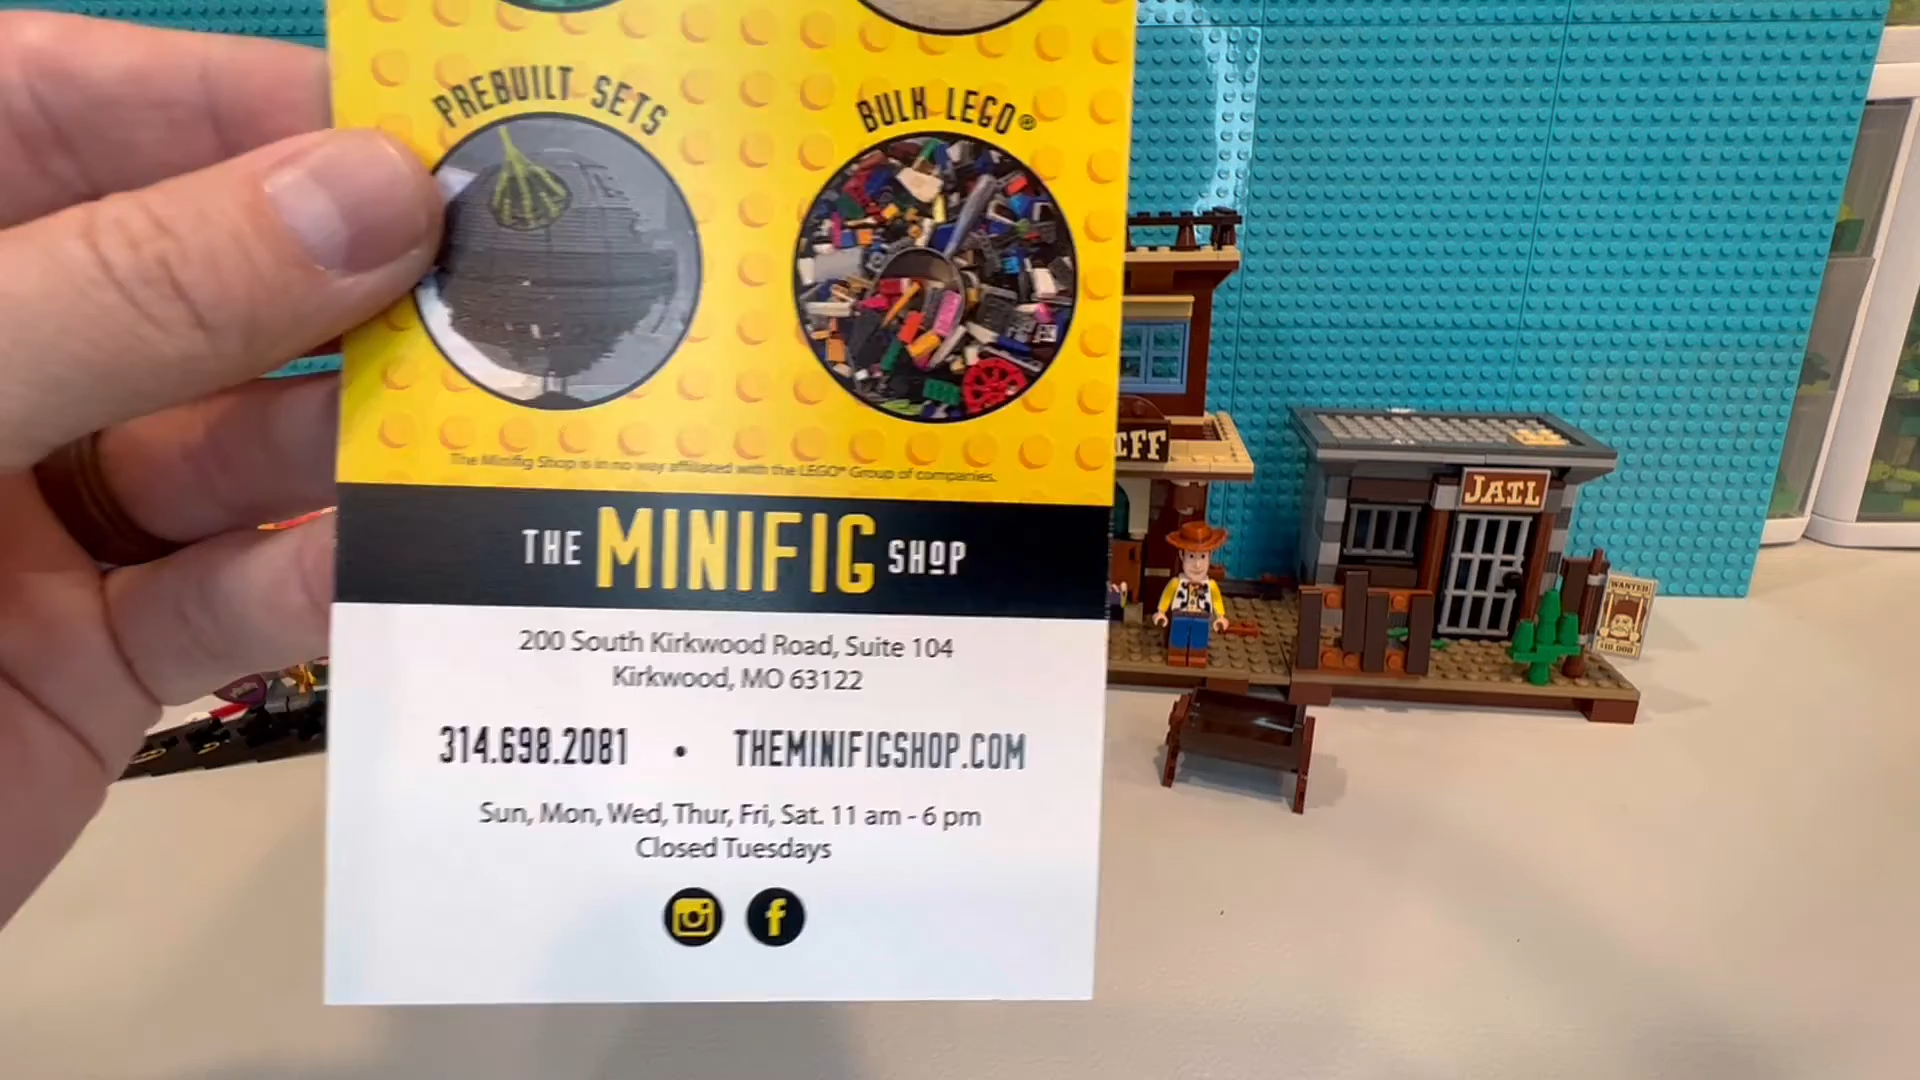 PREBUILT SETS
BULK LEGO®
The Minifig Shop is in no way affiliated with the LEGO® Group of companies.
THE MINIFIG SHOP
200 South Kirkwood Road, Suite 104
Kirkwood, MO 63122
314.698.2081 • THEMINIFIGSHOP.COM
Sun, Mon, Wed, Thur, Fri, Sat. 11 am - 6 pm
Closed Tuesdays
IFF
JAIL
WANTED